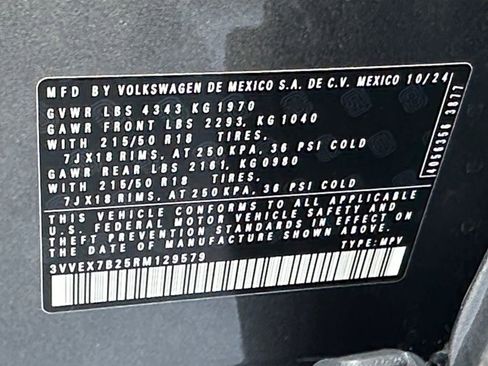 MFD BY VOLKSWAGEN DE MEXICO S.A. DE C.V. MEXICO 10/24
GVWR LBS 4343 KG 1970
GAWR FRONT LBS 2293, KG 1040
WITH 215/50 R18 TIRES.
7JX18 RIMS, AT 250 KPA, 36 PSI COLD
GAWR REAR LBS 2161, KG 0980
WITH 215/50 R18 TIRES.
7JX18 RIMS, AT 250 KPA, 36 PSI COLD
THIS VEHICLE CONFORMS TO ALL APPLICABLE
U.S. FEDERAL MOTOR VEHICLE SAFETY AND
THEFT PREVENTION STANDARDS IN EFFECT ON
THE DATE OF MANUFACTURE SHOWN ABOVE.
3VVEX7B25RM129579 TYPE: MPV